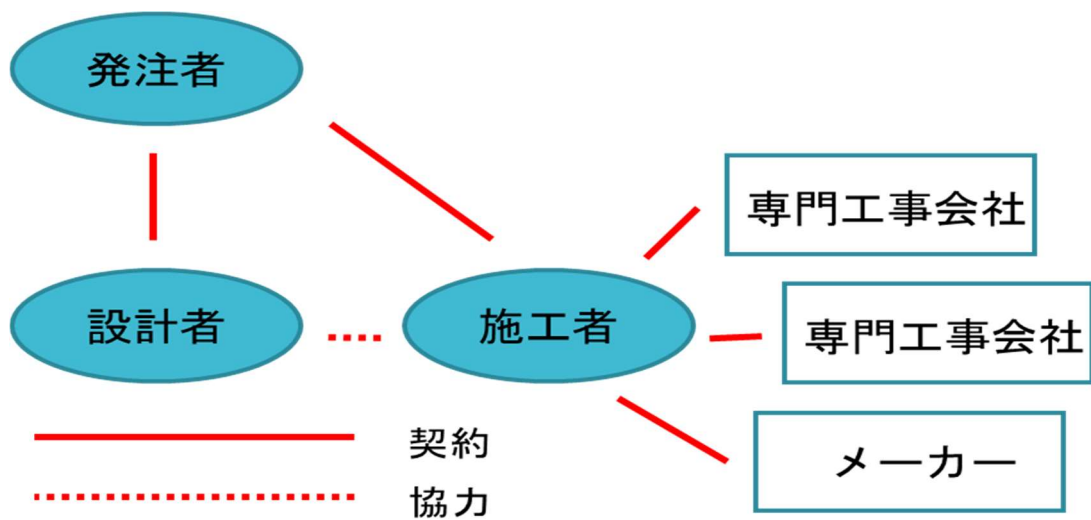 発注者
専門工事会社
設計者
施工者
専門工事会社
契約
メーカー
協力